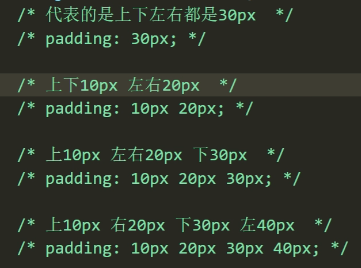 /* 代表的是上下左右都是30px  */
/* padding: 30px; */
/* 上下10px 左右20px  */
/* padding: 10px 20px; */
/* 上10px 左右20px 下30px  */
/* padding: 10px 20px 30px; */
/* 上10px 右20px 下30px 左40px  */
/* padding: 10px 20px 30px 40px; */